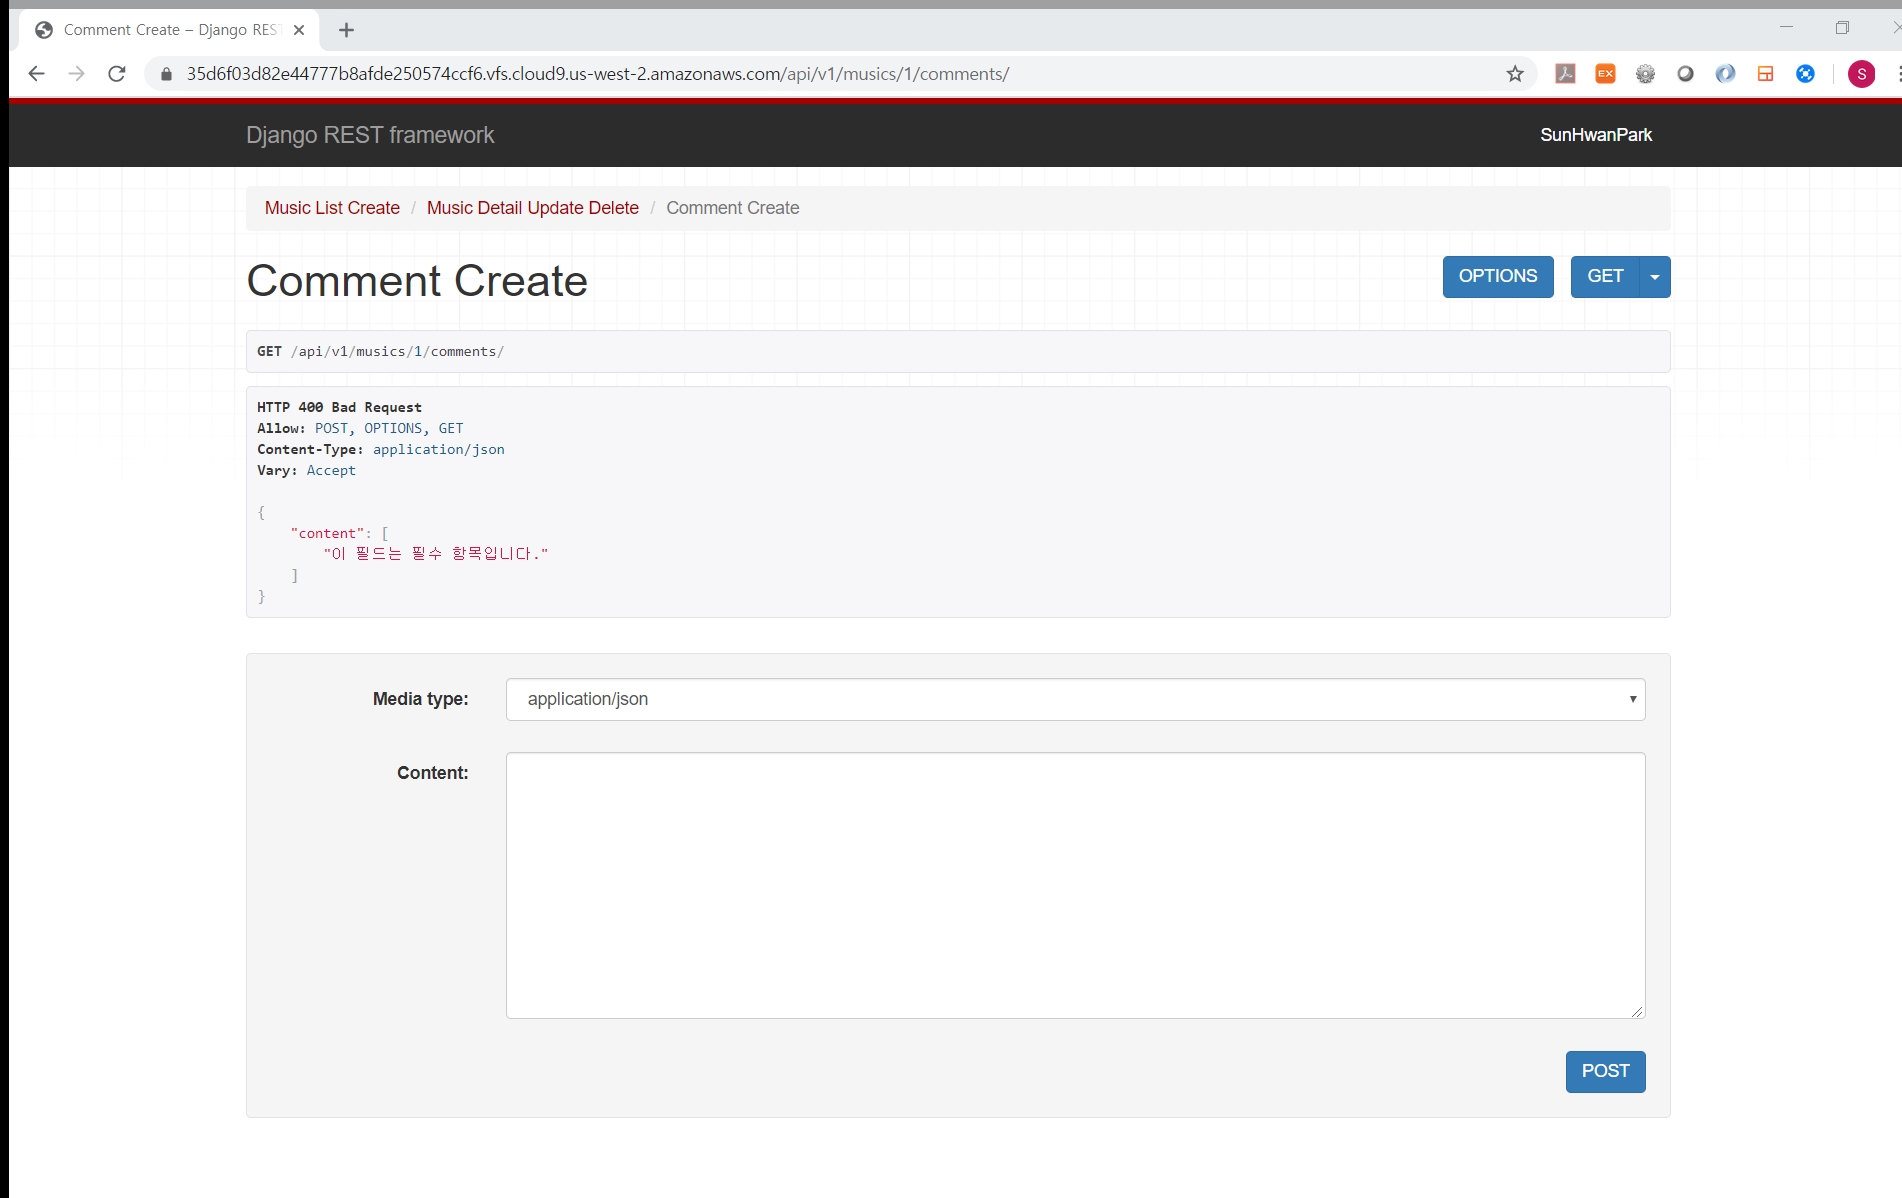 Comment Create – Django RES
35d6f03d82e44777b8afde250574ccf6.vfs.cloud9.us-west-2.amazonaws.com/api/v1/musics/1/comments/
EX
S
Django REST framework
SunHwanPark
Music List Create / Music Detail Update Delete / Comment Create
Comment Create
OPTIONS
GET
GET /api/v1/musics/1/comments/
HTTP 400 Bad Request
Allow: POST, OPTIONS, GET
Content-Type: application/json
Vary: Accept
{
"content": [
"이 필드는 필수 항목입니다."
]
}
Media type:
application/json
Content:
POST